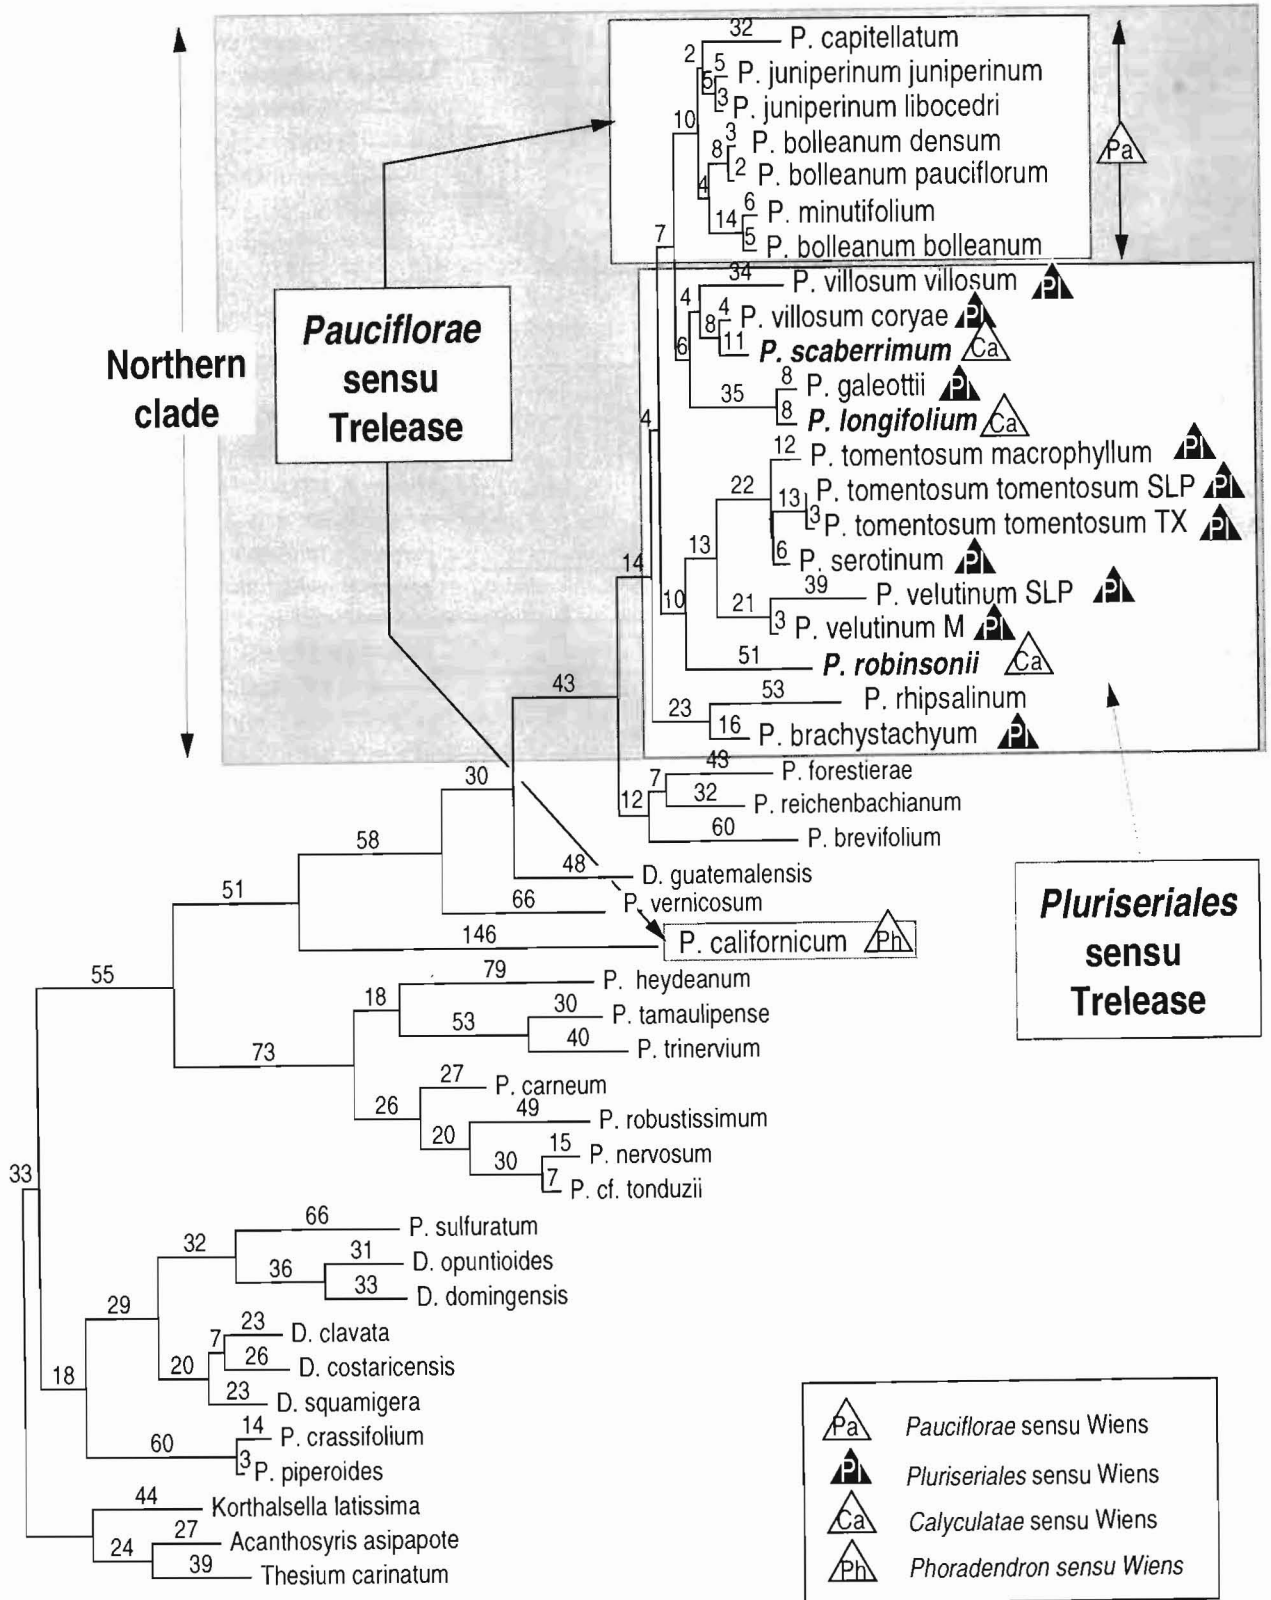 32
P. capitellatum
2
5
P. juniperinum juniperinum
5
3
P. juniperinum libocedri
10
3
P. bolleanum densum
8
2
P. bolleanum pauciflorum
Pa
4
6
P. minutifolium
14
5
P. bolleanum bolleanum
7
34
P. villosum villosum
Pl
4
4
P. villosum coryae
Pl
8
11
P. scaberrimum
Ca
6
8
P. galeottii
Pl
35
8
P. longifolium
Ca
Northern
clade
Pauciflorae
sensu
Trelease
4
12
P. tomentosum macrophyllum
Pl
22
13
P. tomentosum tomentosum SLP
Pl
3
P. tomentosum tomentosum TX
Pl
13
6
P. serotinum
Pl
14
10
39
P. velutinum SLP
Pl
21
3
P. velutinum M
Pl
51
P. robinsonii
Ca
43
53
P. rhipsalinum
23
16
P. brachystachyum
Pl
30
43
P. forestierae
7
32
P. reichenbachianum
12
60
P. brevifolium
58
48
D. guatemalensis
51
66
P. vernicosum
146
P. californicum
Ph
Pluriseriales
sensu
Trelease
55
79
P. heydeanum
18
30
P. tamaulipense
53
40
P. trinervium
73
27
P. carneum
26
49
P. robustissimum
20
15
P. nervosum
30
7
P. cf. tonduzii
33
66
P. sulfuratum
32
31
D. opuntioides
36
33
D. domingensis
29
23
D. clavata
7
26
D. costaricensis
20
23
D. squamigera
18
14
P. crassifolium
60
3
P. piperoides
44
Korthalsella latissima
27
Acanthosyris asipapote
24
39
Thesium carinatum
Pa Pauciflorae sensu Wiens
Pl Pluriseriales sensu Wiens
Ca Calyculatae sensu Wiens
Ph Phoradendron sensu Wiens